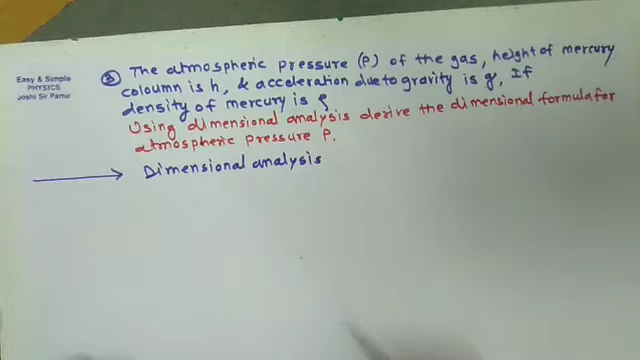 Easy & Simple
PHYSICS
Joshi Sir Partur
③ The atmospheric pressure (P) of the gas, height of mercury
coloumn is h, & acceleration due to gravity is g, If
density of mercury is ρ
Using dimensional analysis derive the dimensional formula for
atmospheric pressure P.
→ Dimensional analysis